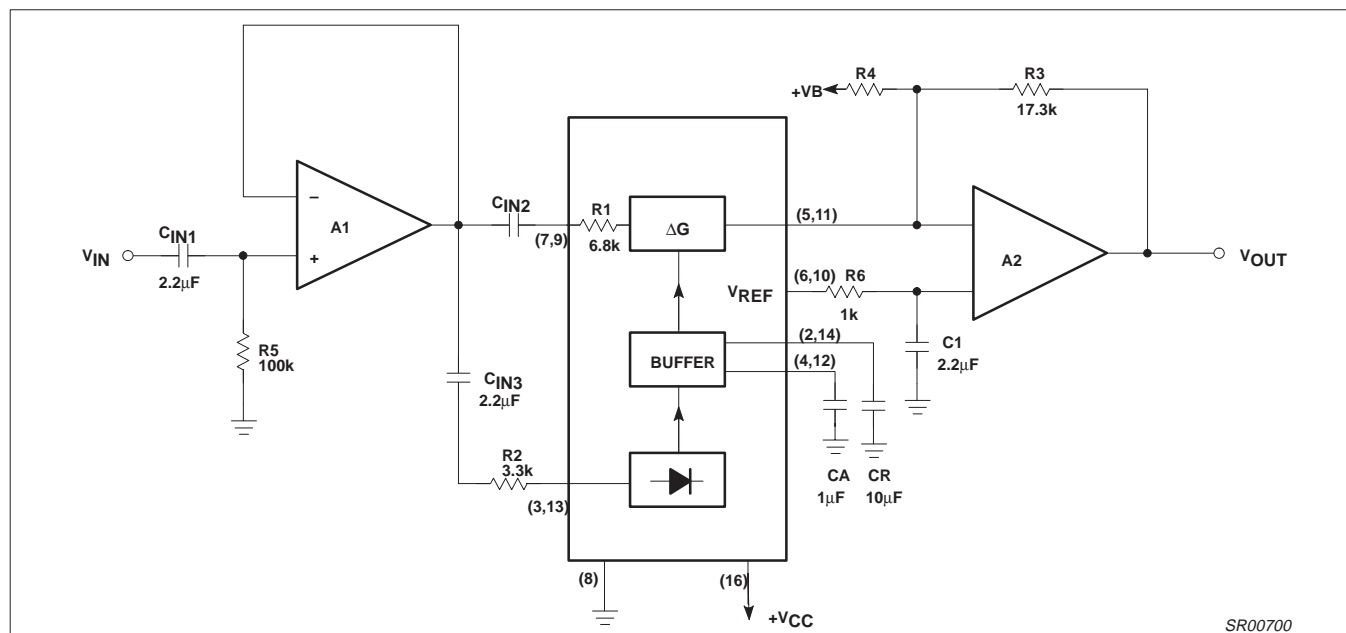 R4
R3
+VB
17.3k
CIN2
R1
ΔG
(5,11)
A1
−
+
CIN1
VIN
2.2µF
(7,9)
6.8k
A2
VOUT
(6,10)
R6
VREF
1k
R5
100k
CIN3
2.2µF
BUFFER
(2,14)
(4,12)
C1
2.2µF
R2
3.3k
(3,13)
CA
1µF
CR
10µF
(8)
(16)
+VCC
SR00700